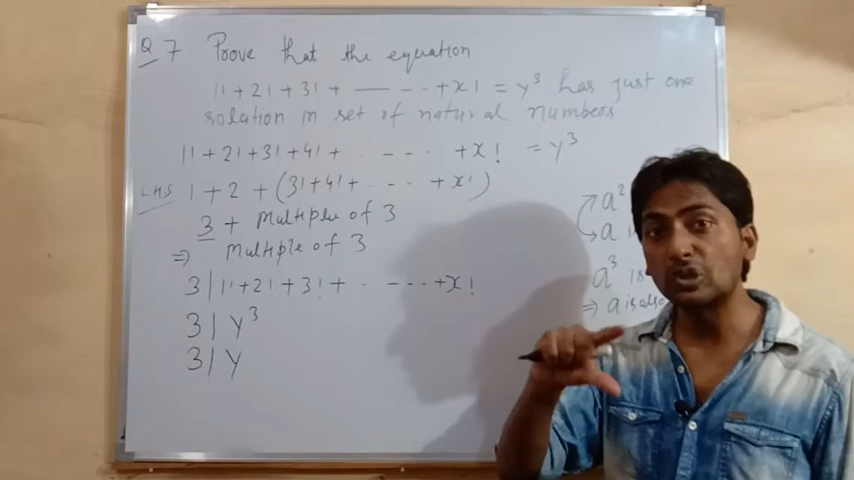 Q 7 Prove that the equation
1! + 2! + 3! + — — - - - + x! = y³ has just one
solution in set of natural numbers.
1! + 2! + 3! + 4! + - - - - + x! = y³
LHS 1 + 2 + (3! + 4! + - - - - + x!)
3 + Multiple of 3
⇒ Multiple of 3
3 | 1! + 2! + 3! + - - - - + x!
3 | y³
3 | y
a²
a
a³ is
⇒ a is also